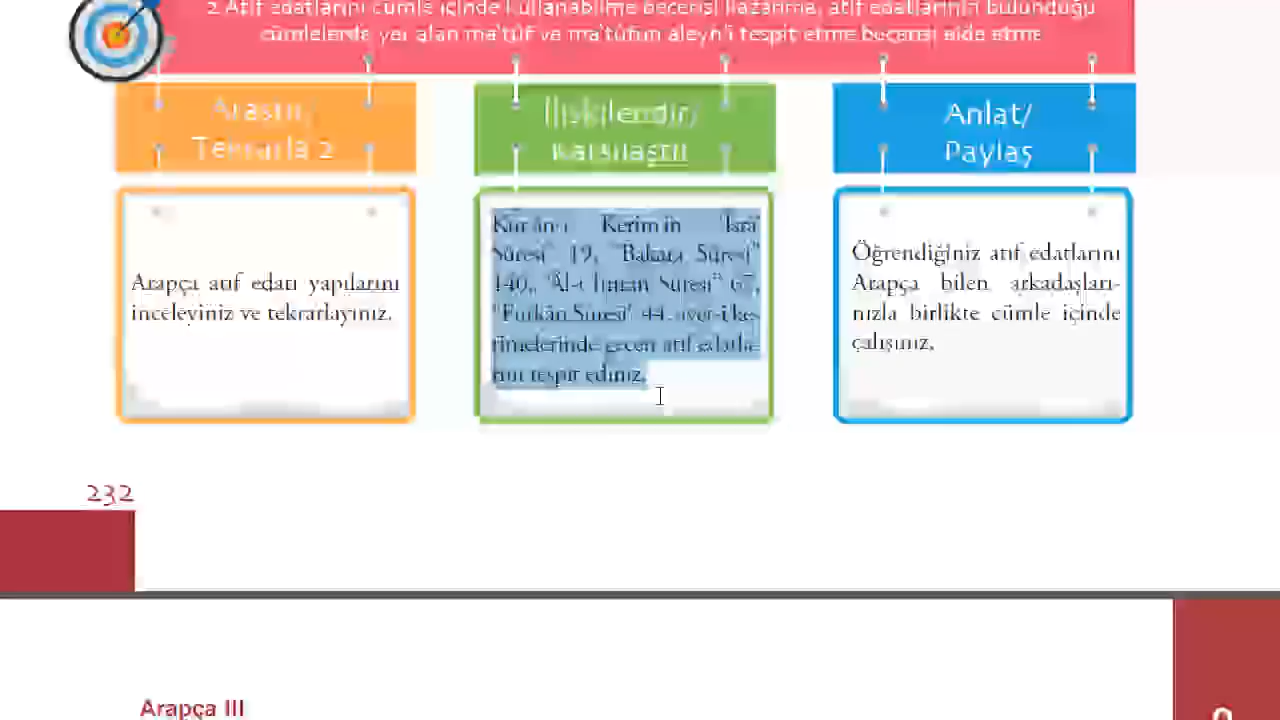 2 Atıf edatlarını cümle içinde kullanabilme becerisi kazanma, atıf edatlarının bulunduğu
cümlelerde yer alan ma'tûf ve ma'tûfun aleyh'i tespit etme becerisi elde etme
Araştır/
Tekrarla 2
İlişkilendir/
Karşılaştır
Anlat/
Paylaş
Arapça atıf edatı yapılarını
inceleyiniz ve tekrarlayınız.
Kur'ân-ı Kerim'in "İsrâ
Sûresi" 19, "Bakara Sûresi"
140, "Âl-i İmran Sûresi" 67,
"Furkân Sûresi" 44. ayet-i ke-
rimelerinde geçen atıf edatla-
rını tespit ediniz.
Öğrendiğiniz atıf edatlarını
Arapça bilen arkadaşları-
nızla birlikte cümle içinde
çalışınız.
232
Arapça III